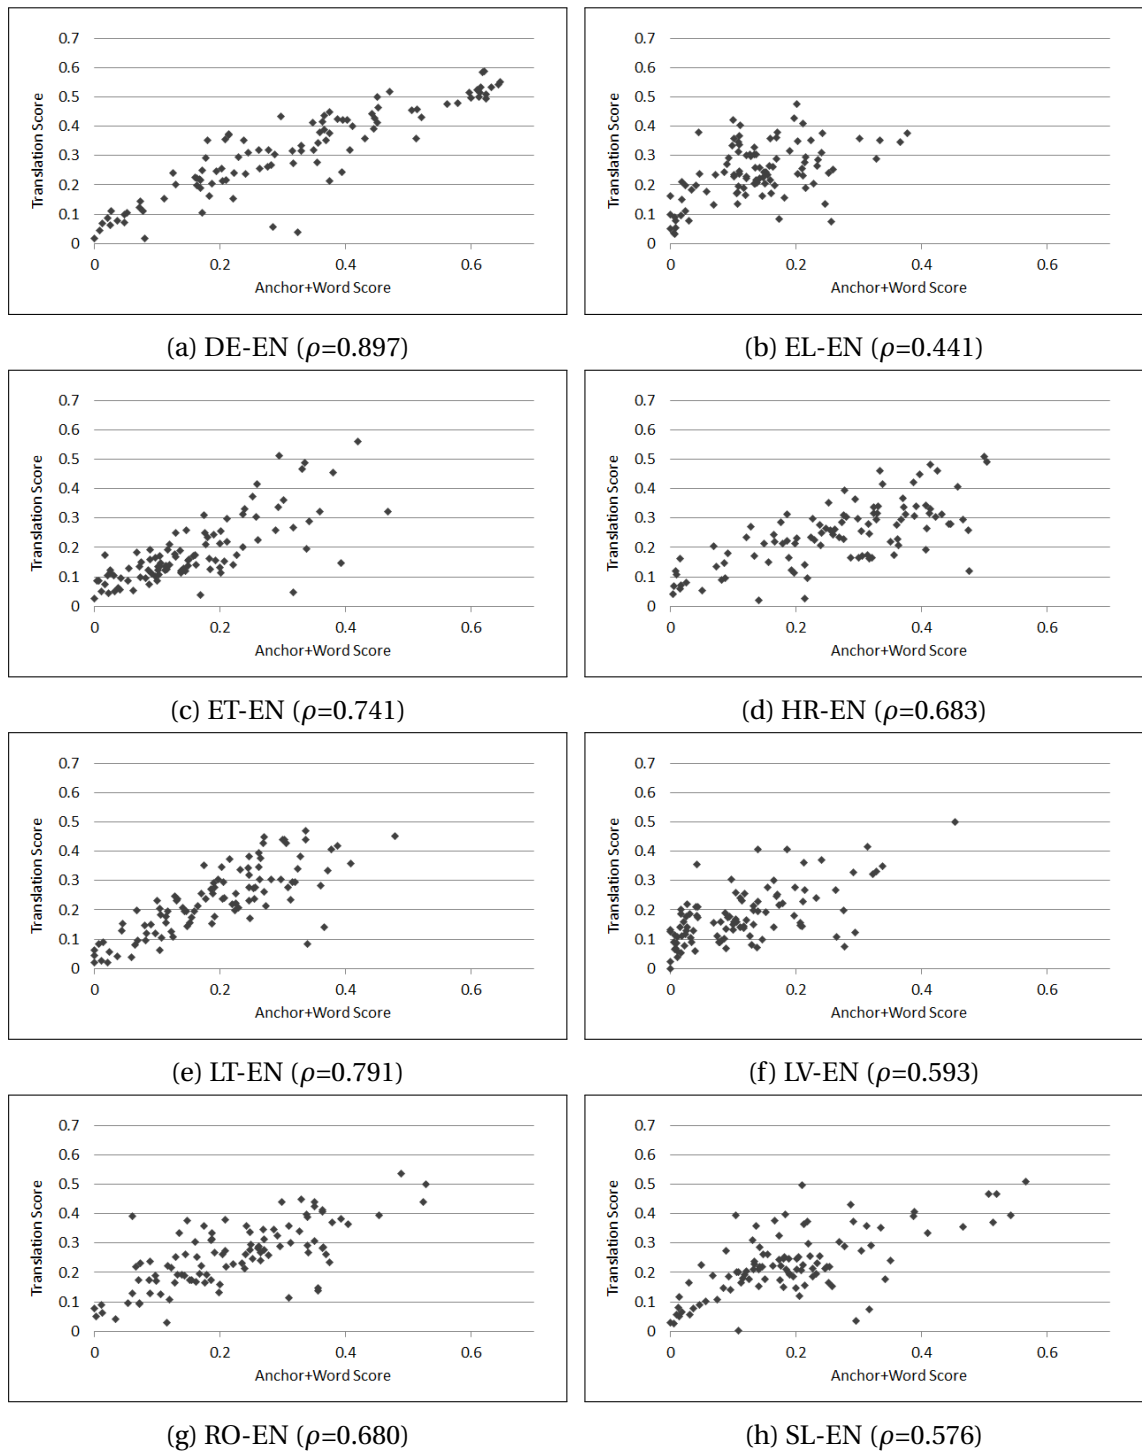 0.7
0.6
0.5
0.4
0.3
0.2
0.1
0
Translation Score
0 0.2 0.4 0.6
Anchor+Word Score
(a) DE-EN (ρ=0.897)
0.7
0.6
0.5
0.4
0.3
0.2
0.1
0
Translation Score
0 0.2 0.4 0.6
Anchor+Word Score
(b) EL-EN (ρ=0.441)
0.7
0.6
0.5
0.4
0.3
0.2
0.1
0
Translation Score
0 0.2 0.4 0.6
Anchor+Word Score
(c) ET-EN (ρ=0.741)
0.7
0.6
0.5
0.4
0.3
0.2
0.1
0
Translation Score
0 0.2 0.4 0.6
Anchor+Word Score
(d) HR-EN (ρ=0.683)
0.7
0.6
0.5
0.4
0.3
0.2
0.1
0
Translation Score
0 0.2 0.4 0.6
Anchor+Word Score
(e) LT-EN (ρ=0.791)
0.7
0.6
0.5
0.4
0.3
0.2
0.1
0
Translation Score
0 0.2 0.4 0.6
Anchor+Word Score
(f) LV-EN (ρ=0.593)
0.7
0.6
0.5
0.4
0.3
0.2
0.1
0
Translation Score
0 0.2 0.4 0.6
Anchor+Word Score
(g) RO-EN (ρ=0.680)
0.7
0.6
0.5
0.4
0.3
0.2
0.1
0
Translation Score
0 0.2 0.4 0.6
Anchor+Word Score
(h) SL-EN (ρ=0.576)